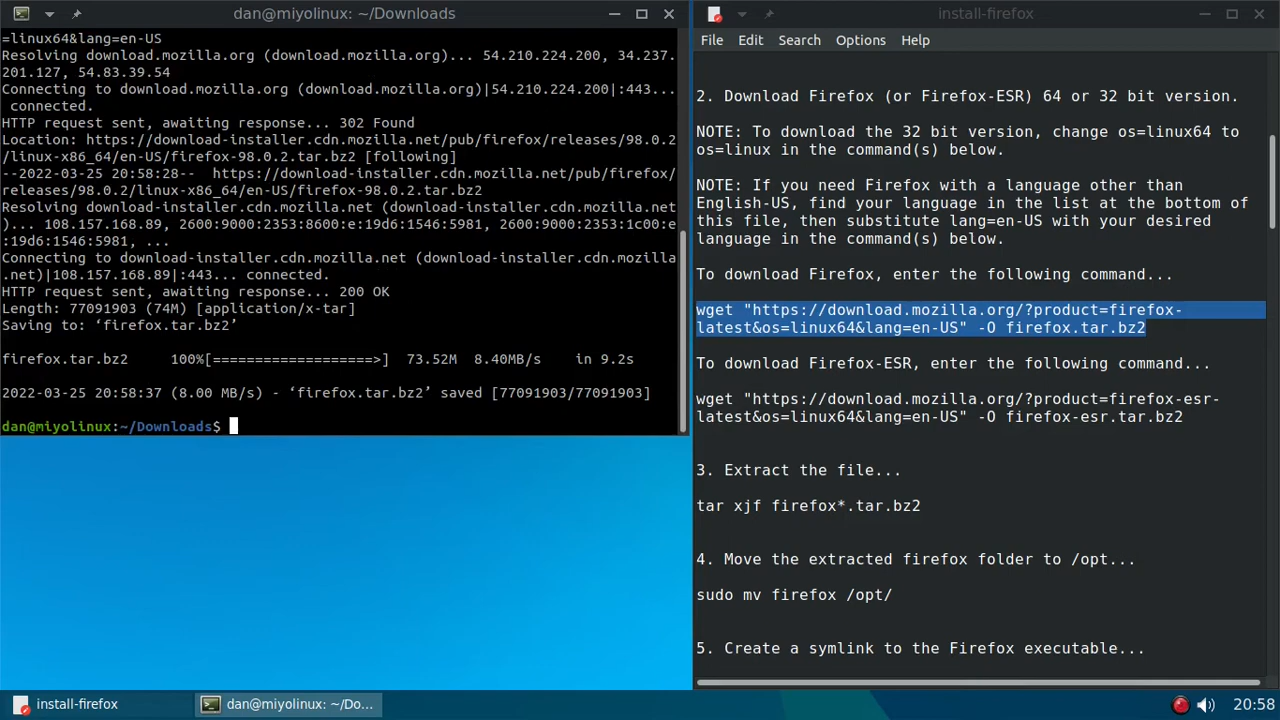 dan@miyolinux: ~/Downloads
=linux64&lang=en-US
Resolving download.mozilla.org (download.mozilla.org)... 54.210.224.200, 34.237.
201.127, 54.83.39.54
Connecting to download.mozilla.org (download.mozilla.org)|54.210.224.200|:443...
connected.
HTTP request sent, awaiting response... 302 Found
Location: https://download-installer.cdn.mozilla.net/pub/firefox/releases/98.0.2
/linux-x86_64/en-US/firefox-98.0.2.tar.bz2 [following]
--2022-03-25 20:58:28--  https://download-installer.cdn.mozilla.net/pub/firefox/
releases/98.0.2/linux-x86_64/en-US/firefox-98.0.2.tar.bz2
Resolving download-installer.cdn.mozilla.net (download-installer.cdn.mozilla.net
)... 108.157.168.89, 2600:9000:2353:8600:e:19d6:1546:5981, 2600:9000:2353:1c00:e
:19d6:1546:5981, ...
Connecting to download-installer.cdn.mozilla.net (download-installer.cdn.mozilla
.net)|108.157.168.89|:443... connected.
HTTP request sent, awaiting response... 200 OK
Length: 77091903 (74M) [application/x-tar]
Saving to: ‘firefox.tar.bz2’
firefox.tar.bz2     100%[===================>]  73.52M  8.40MB/s    in 9.2s
2022-03-25 20:58:37 (8.00 MB/s) - ‘firefox.tar.bz2’ saved [77091903/77091903]
dan@miyolinux:~/Downloads$
install-firefox
File Edit Search Options Help
2. Download Firefox (or Firefox-ESR) 64 or 32 bit version.
NOTE: To download the 32 bit version, change os=linux64 to
os=linux in the command(s) below.
NOTE: If you need Firefox with a language other than
English-US, find your language in the list at the bottom of
this file, then substitute lang=en-US with your desired
language in the command(s) below.
To download Firefox, enter the following command...
wget "https://download.mozilla.org/?product=firefox-
latest&os=linux64&lang=en-US" -O firefox.tar.bz2
To download Firefox-ESR, enter the following command...
wget "https://download.mozilla.org/?product=firefox-esr-
latest&os=linux64&lang=en-US" -O firefox-esr.tar.bz2
3. Extract the file...
tar xjf firefox*.tar.bz2
4. Move the extracted firefox folder to /opt...
sudo mv firefox /opt/
5. Create a symlink to the Firefox executable...
install-firefox
dan@miyolinux: ~/Do...
20:58